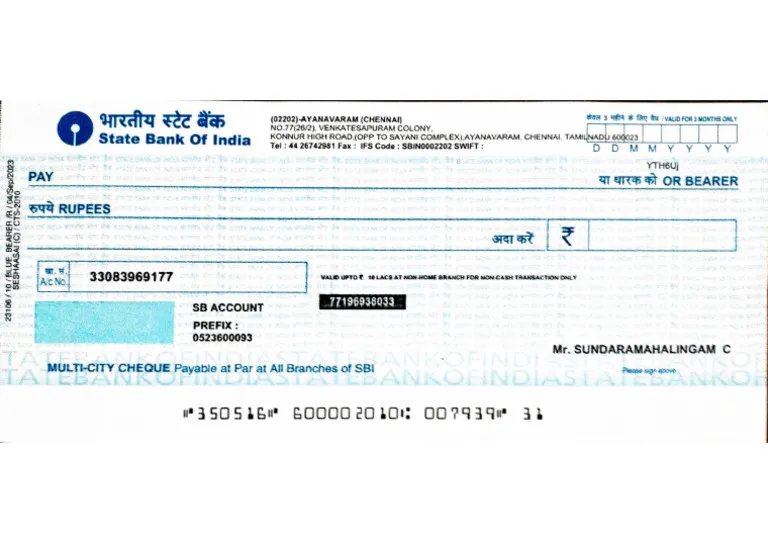 भारतीय स्टेट बैंक
State Bank Of India
(02202)-AYANAVARAM (CHENNAI)
NO.77(26/2), VENKATESAPURAM COLONY,
KONNUR HIGH ROAD,(OPP TO SAYANI COMPLEX),AYANAVARAM, CHENNAI, TAMILNADU 600023
Tel : 44 26742981 Fax : IFS Code : SBIN0002202 SWIFT :
केवल 3 महीने के लिए वैध / VALID FOR 3 MONTHS ONLY
D D M M Y Y Y Y
YTH6Uj
PAY
या धारक को OR BEARER
रुपये RUPEES
अदा करें ₹
खा. सं.
A/c No.
33083969177
VALID UPTO ₹ 10 LACS AT NON-HOME BRANCH FOR NON-CASH TRANSACTION ONLY
77196938033
SB ACCOUNT
PREFIX :
0523600093
Mr. SUNDARAMAHALINGAM C
Please sign above
STATEBANKOFINDIASTATEBANKOFINDIASTATEBANKOF
MULTI-CITY CHEQUE Payable at Par at All Branches of SBI
⑈350516⑈ 600002010⑆ 007939⑈ 31
23106 / 10 / BLUE_BEARER /R / 04/Sep/2023
SESHAASAI (C) / CTS-2010